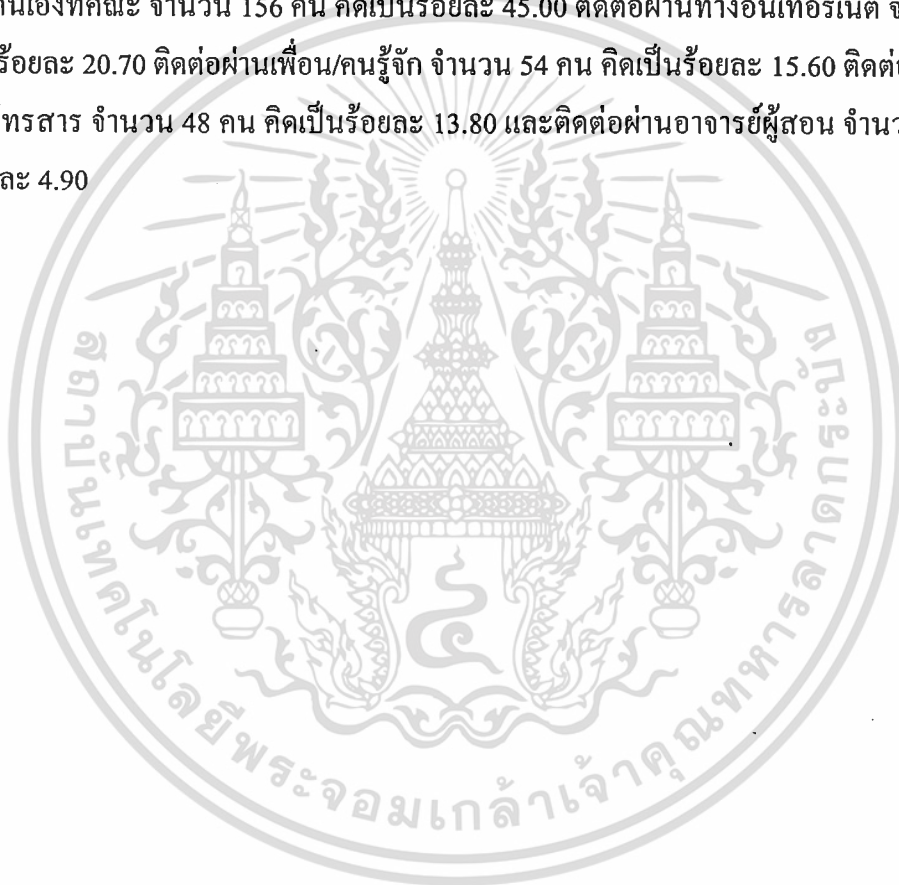 นเองที่คณะ จำนวน 156 คน คิดเป็นร้อยละ 45.00 ติดต่อผ่านทางอินเทอร์เน็ต
ร้อยละ 20.70 ติดต่อผ่านเพื่อน/คนรู้จัก จำนวน 54 คน คิดเป็นร้อยละ 15.60
โทรสาร จำนวน 48 คน คิดเป็นร้อยละ 13.80 และติดต่อผ่านอาจารย์ผู้สอน
ละ 4.90
สถาบันเทคโนโลยีพระจอมเกล้าเจ้าคุณทหารลาดกระบัง